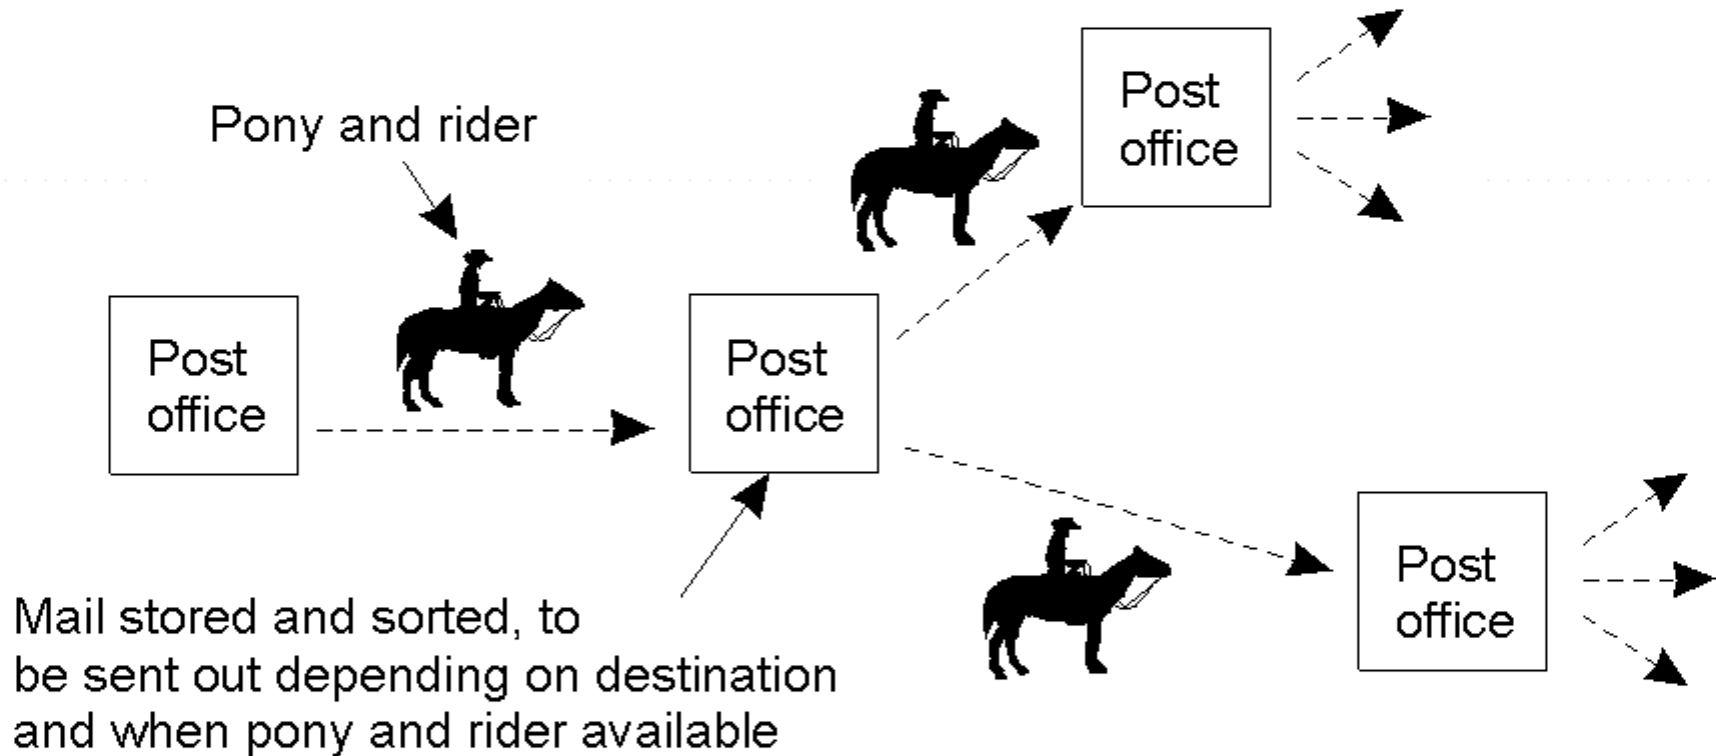 Post
office
Pony and rider
Post
office
Post
office
Mail stored and sorted, to
be sent out depending on destination
and when pony and rider available
Post
office